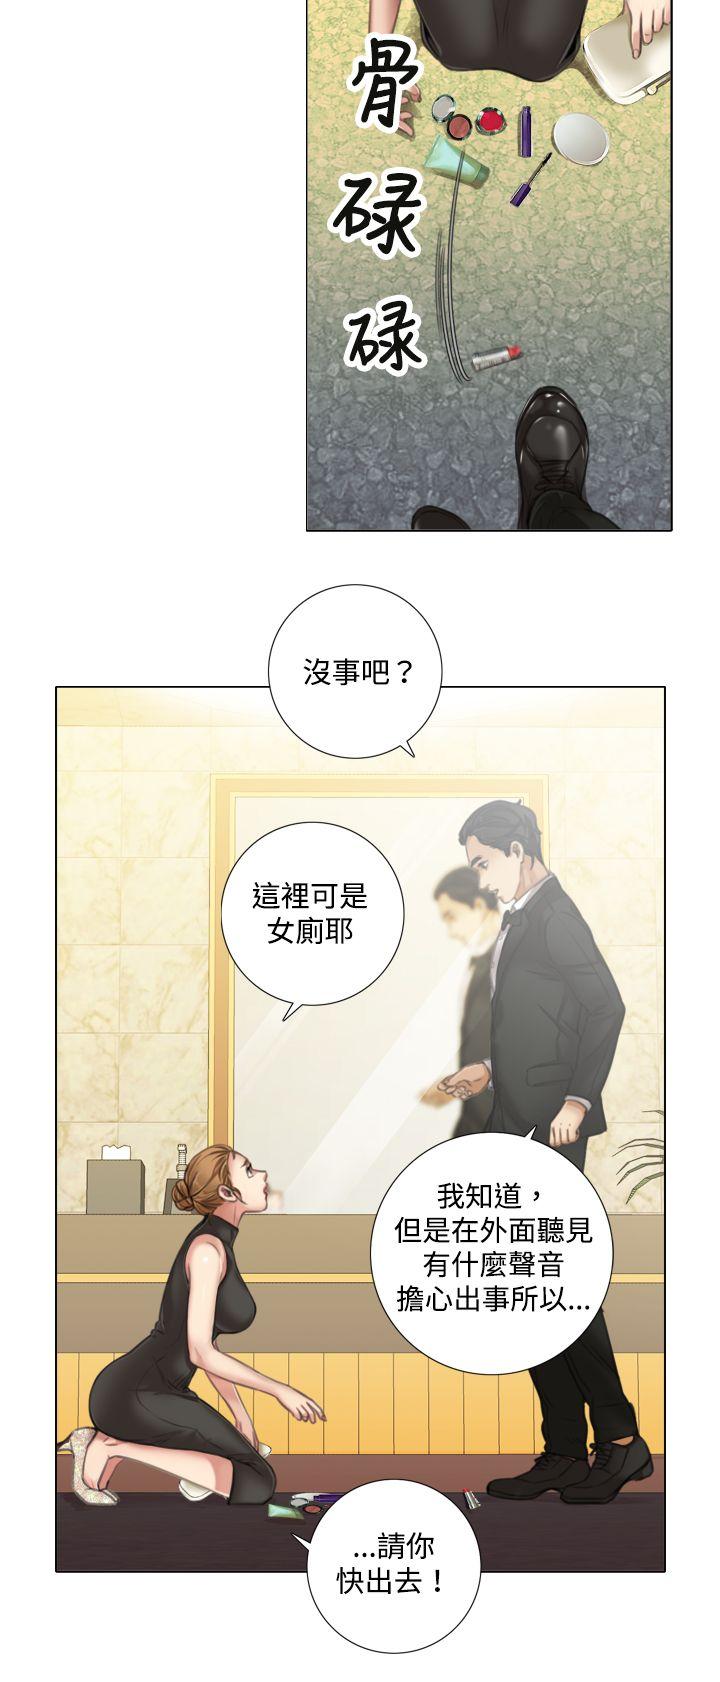 骨
碌
碌
沒事吧？
這裡可是
女廁耶
我知道，
但是在外面聽見
有什麼聲音
擔心出事所以...
...請你
快出去！